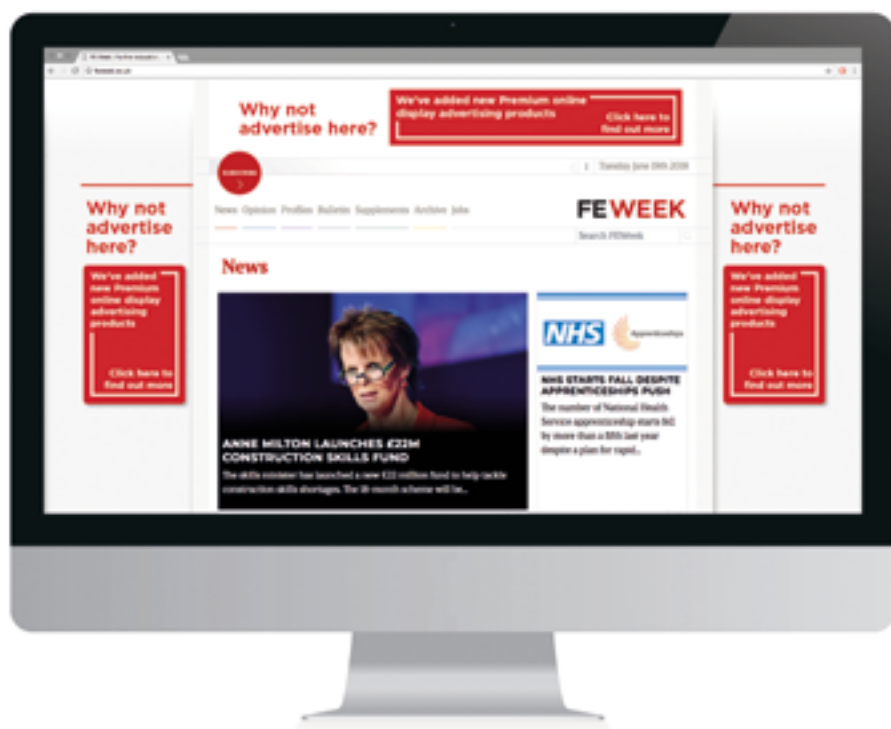 feweek.co.uk
Why not
advertise here?
We've added new Premium online
display advertising products
Click here to
find out more
SUBSCRIBE
Tuesday June 19th 2018
News Opinion Profiles Bulletin Supplements Archive Jobs
FEWEEK
Search FEWeek
Why not
advertise
here?
We've added
new Premium
online display
advertising
products
Click here to
find out more
News
ANNE MILTON LAUNCHES £22M
CONSTRUCTION SKILLS FUND
The skills minister has launched a new £22 million fund to help tackle
construction skills shortages. The 18-month scheme will be...
NHS
Apprenticeships
NHS STARTS FALL DESPITE
APPRENTICESHIPS PUSH
The number of National Health
Service apprenticeship starts fell
by more than a fifth last year
despite a plan for rapid...
Why not
advertise
here?
We've added
new Premium
online display
advertising
products
Click here to
find out more